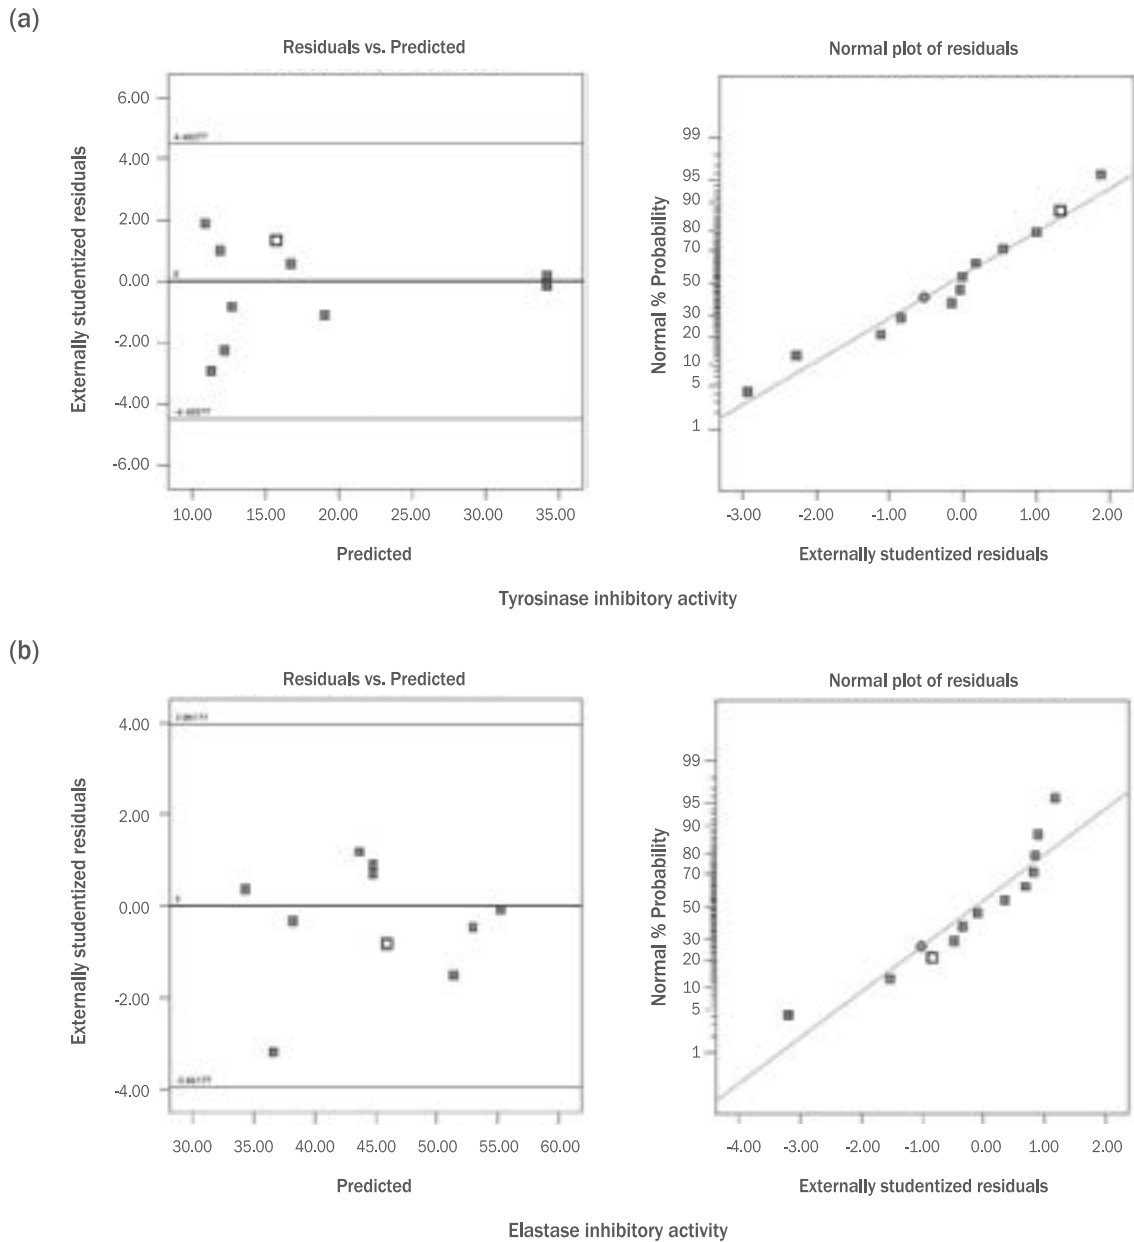 (a)
Residuals vs. Predicted
Externally studentized residuals
6.00
4.00
2.00
0.00
-2.00
-4.00
-6.00
10.00 15.00 20.00 25.00 30.00 35.00
Predicted
Normal plot of residuals
Normal % Probability
99
95
90
80
70
50
30
20
10
5
1
-3.00 -2.00 -1.00 0.00 1.00 2.00
Externally studentized residuals
Tyrosinase inhibitory activity
(b)
Residuals vs. Predicted
Externally studentized residuals
4.00
2.00
0.00
-2.00
-4.00
30.00 35.00 40.00 45.00 50.00 55.00 60.00
Predicted
Normal plot of residuals
Normal % Probability
99
95
90
80
70
50
30
20
10
5
1
-4.00 -3.00 -2.00 -1.00 0.00 1.00 2.00
Externally studentized residuals
Elastase inhibitory activity